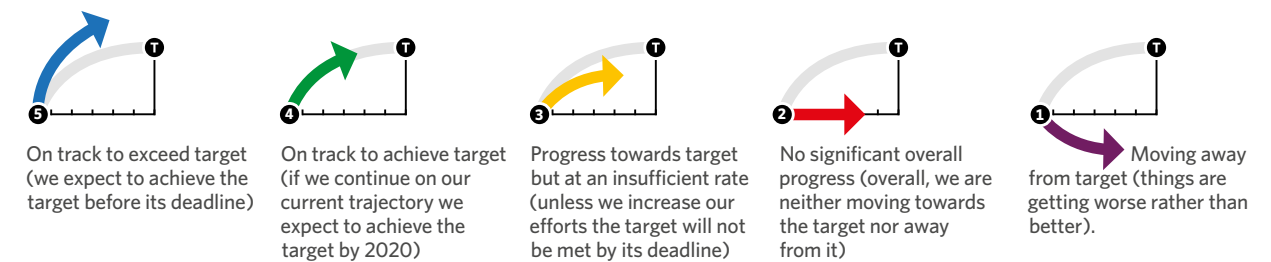 T
5
On track to exceed target
(we expect to achieve the
target before its deadline)
T
4
On track to achieve target
(if we continue on our
current trajectory we
expect to achieve the
target by 2020)
T
3
Progress towards target
but at an insufficient rate
(unless we increase our
efforts the target will not
be met by its deadline)
T
2
No significant overall
progress (overall, we are
neither moving towards
the target nor away
from it)
T
1
Moving away
from target (things are
getting worse rather than
better).